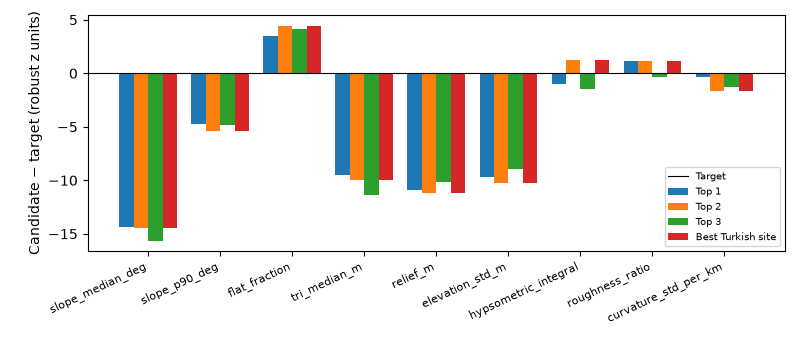 Candidate − target (robust z units)
5
0
−5
−10
−15
Target
Top 1
Top 2
Top 3
Best Turkish site
slope_median_deg
slope_p90_deg
flat_fraction
tri_median_m
relief_m
elevation_std_m
hypsometric_integral
roughness_ratio
curvature_std_per_km